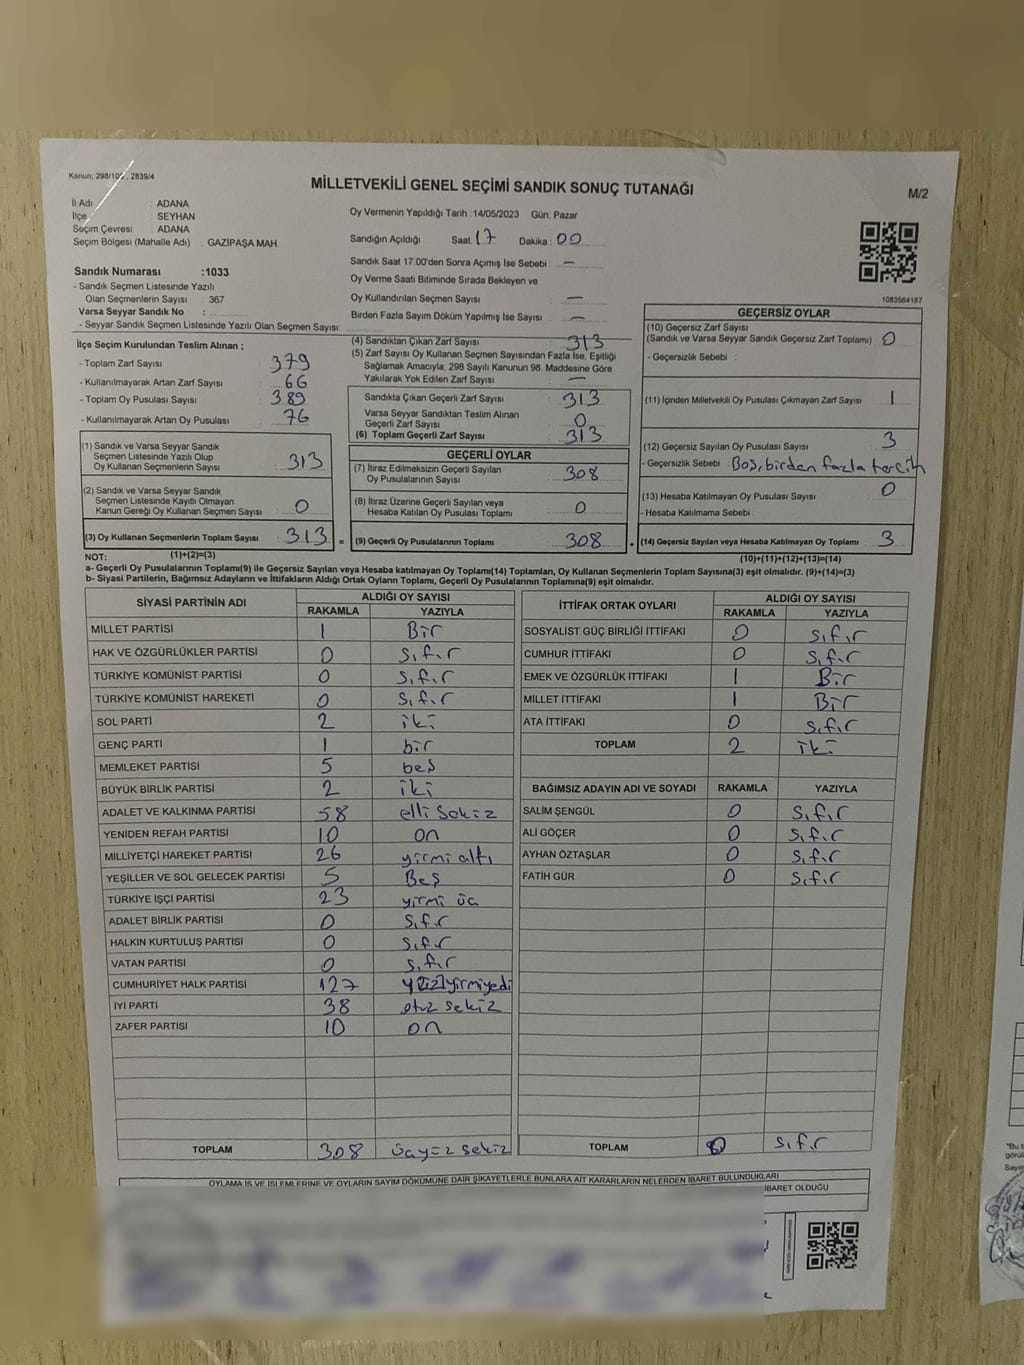 Kanun, 298/105 , 2839/4
MİLLETVEKİLİ GENEL SEÇİMİ SANDIK SONUÇ TUTANAĞI
M/2
İl Adı : ADANA
İlçe : SEYHAN
Seçim Çevresi : ADANA
Seçim Bölgesi (Mahalle Adı) : GAZİPAŞA MAH.
Oy Vermenin Yapıldığı Tarih :14/05/2023 Gün: Pazar
Sandığın Açıldığı Saat: 17 Dakika : 00
Sandık Saat 17.00'den Sonra Açımış İse Sebebi : —
Oy Verme Saati Bitiminde Sırada Bekleyen ve
Oy Kullandırılan Seçmen Sayısı : —
Birden Fazla Sayım Döküm Yapılmış İse Sayısı : —
1083564187
Sandık Numarası :1033
- Sandık Seçmen Listesinde Yazılı
Olan Seçmenlerin Sayısı : 367
Varsa Seyyar Sandık No :
- Seyyar Sandık Seçmen Listesinde Yazılı Olan Seçmen Sayısı:
İlçe Seçim Kurulundan Teslim Alınan ;
- Toplam Zarf Sayısı : 379
- Kullanılmayarak Artan Zarf Sayısı : 66
- Toplam Oy Pusulası Sayısı : 389
- Kullanılmayarak Artan Oy Pusulası : 76
(4) Sandıktan Çıkan Zarf Sayısı : 313
(5) Zarf Sayısı Oy Kullanan Seçmen Sayısından Fazla İse, Eşitliği
Sağlamak Amacıyla; 298 Sayılı Kanunun 98. Maddesine Göre
Yakılarak Yok Edilen Zarf Sayısı : —
Sandıkta Çıkan Geçerli Zarf Sayısı : 313
Varsa Seyyar Sandıktan Teslim Alınan
Geçerli Zarf Sayısı : 0
(6) Toplam Geçerli Zarf Sayısı : 313
GEÇERSİZ OYLAR
(10) Geçersiz Zarf Sayısı
(Sandık ve Varsa Seyyar Sandık Geçersiz Zarf Toplamı) : 0
- Geçersizlik Sebebi :
(11) İçinden Milletvekili Oy Pusulası Çıkmayan Zarf Sayısı : 1
(12) Geçersiz Sayılan Oy Pusulası Sayısı : 3
- Geçersizlik Sebebi : Boş, birden fazla tercih
(13) Hesaba Katılmayan Oy Pusulası Sayısı : 0
- Hesaba Katılmama Sebebi :
(14) Geçersiz Sayılan veya Hesaba Katılmayan Oy Toplamı : 3
(10)+(11)+(12)+(13)=(14)
(1) Sandık ve Varsa Seyyar Sandık
Seçmen Listesinde Yazılı Olup
Oy Kullanan Seçmenlerin Sayısı : 313
(2) Sandık ve Varsa Seyyar Sandık
Seçmen Listesinde Kayıtlı Olmayan
Kanun Gereği Oy Kullanan Seçmen Sayısı : 0
(3) Oy Kullanan Seçmenlerin Toplam Sayısı : 313 =
(1)+(2)=(3)
GEÇERLİ OYLAR
(7) İtiraz Edilmeksizin Geçerli Sayılan
Oy Pusulalarının Sayısı : 308
(8) İtiraz Üzerine Geçerli Sayılan veya
Hesaba Katılan Oy Pusulası Toplamı : 0
(9) Geçerli Oy Pusulalarının Toplamı : 308 +
NOT:
a- Geçerli Oy Pusulalarının Toplamı(9) ile Geçersiz Sayılan veya Hesaba katılmayan Oy Toplamı(14) Toplamları, Oy Kullanan Seçmenlerin Toplam Sayısına(3) eşit olmalıdır. (9)+(14)=(3)
b- Siyasi Partilerin, Bağımsız Adayların ve İttifakların Aldığı Ortak Oyların Toplamı, Geçerli Oy Pusulalarının Toplamına(9) eşit olmalıdır.
SİYASİ PARTİNİN ADI ALDIĞI OY SAYISI
RAKAMLA YAZIYLA
MİLLET PARTİSİ 1 Bir
HAK VE ÖZGÜRLÜKLER PARTİSİ 0 sıfır
TÜRKİYE KOMÜNİST PARTİSİ 0 sıfır
TÜRKİYE KOMÜNİST HAREKETİ 0 sıfır
SOL PARTİ 2 iki
GENÇ PARTİ 1 bir
MEMLEKET PARTİSİ 5 beş
BÜYÜK BİRLİK PARTİSİ 2 iki
ADALET VE KALKINMA PARTİSİ 58 elli sekiz
YENİDEN REFAH PARTİSİ 10 on
MİLLİYETÇİ HAREKET PARTİSİ 26 yirmi altı
YEŞİLLER VE SOL GELECEK PARTİSİ 5 Beş
TÜRKİYE İŞÇİ PARTİSİ 23 yirmi üç
ADALET BİRLİK PARTİSİ 0 sıfır
HALKIN KURTULUŞ PARTİSİ 0 sıfır
VATAN PARTİSİ 0 sıfır
CUMHURİYET HALK PARTİSİ 127 yüzyirmiyedi
İYİ PARTİ 38 otuz sekiz
ZAFER PARTİSİ 10 on
TOPLAM 308 üçyüz sekiz
İTTİFAK ORTAK OYLARI ALDIĞI OY SAYISI
RAKAMLA YAZIYLA
SOSYALİST GÜÇ BİRLİĞİ İTTİFAKI 0 sıfır
CUMHUR İTTİFAKI 0 sıfır
EMEK VE ÖZGÜRLÜK İTTİFAKI 1 Bir
MİLLET İTTİFAKI 1 Bir
ATA İTTİFAKI 0 sıfır
TOPLAM 2 iki
BAĞIMSIZ ADAYIN ADI VE SOYADI RAKAMLA YAZIYLA
SALİM ŞENGÜL 0 sıfır
ALİ GÖÇER 0 sıfır
AYHAN ÖZTAŞLAR 0 sıfır
FATİH GÜR 0 sıfır
TOPLAM 0 sıfır
OYLAMA İŞ VE İŞLEMLERİNE VE OYLARIN SAYIM DÖKÜMÜNE DAİR ŞİKAYETLERLE BUNLARA AİT KARARLARIN NELERDEN İBARET BULUNDUKLARI
İBARET OLDUĞU